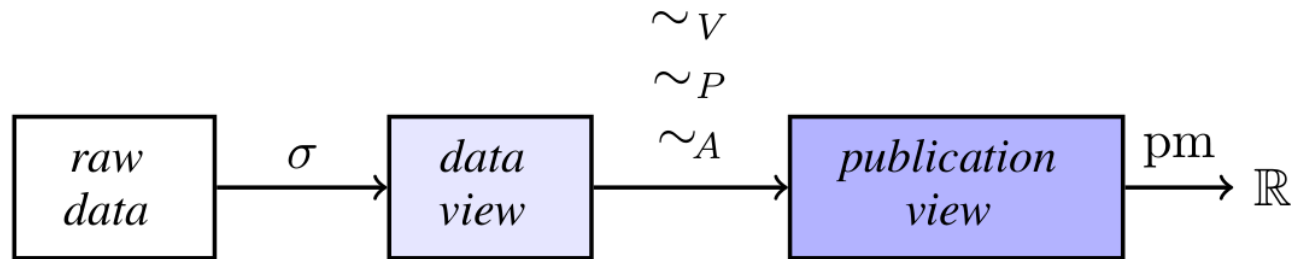 raw
data
σ
data
view
∼V
∼P
∼A
publication
view
pm
ℝ